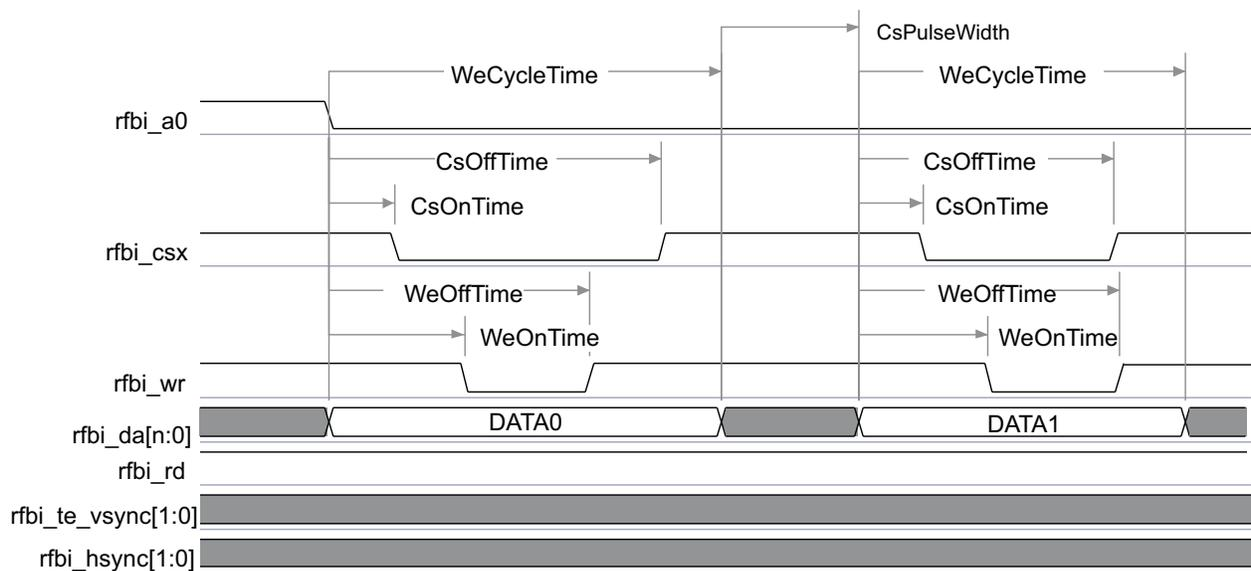 CsPulseWidth
WeCycleTime WeCycleTime
rfbi_a0
CsOffTime CsOffTime
CsOnTime CsOnTime
rfbi_csx
WeOffTime WeOffTime
WeOnTime WeOnTime
rfbi_wr
DATA0 DATA1
rfbi_da[n:0]
rfbi_rd
rfbi_te_vsync[1:0]
rfbi_hsync[1:0]